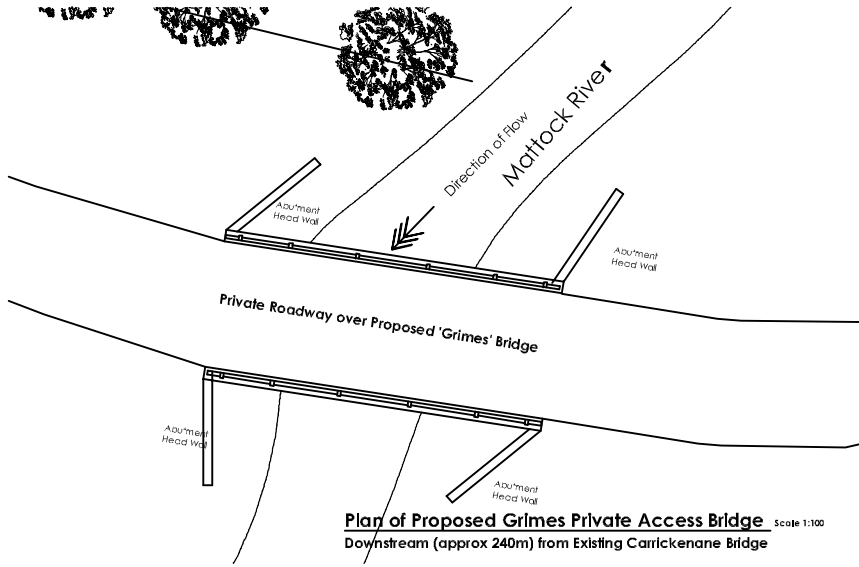 Mattock River
Direction of Flow
Abutment
Head Wall
Abutment
Head Wall
Private Roadway over Proposed 'Grimes' Bridge
Abutment
Head Wall
Abutment
Head Wall
Plan of Proposed Grimes Private Access Bridge Scale 1:100
Downstream (approx 240m) from Existing Carrickenane Bridge